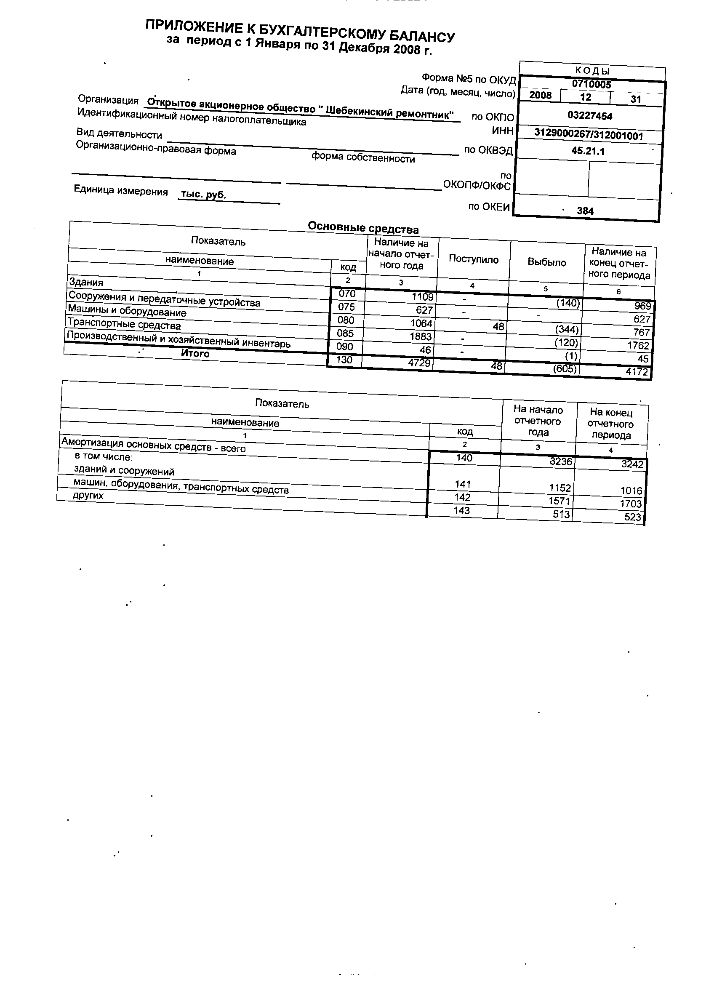 ПРИЛОЖЕНИЕ К БУХГАЛТЕРСКОМУ БАЛАНСУ
за период с 1 Января по 31 Декабря 2008 г.
КОДЫ
Форма №5 по ОКУД 0710005
Дата (год, месяц, число) 2008 12 31
Организация Открытое акционерное общество " Шебекинский ремонтник" по ОКПО 03227454
Идентификационный номер налогоплательщика ИНН 3129000267/312001001
Вид деятельности по ОКВЭД 45.21.1
Организационно-правовая форма форма собственности
по
ОКОПФ/ОКФС
Единица измерения тыс. руб. по ОКЕИ 384
Основные средства
Показатель Наличие на начало отчет-ного года Поступило Выбыло Наличие на конец отчет-ного периода
наименование код
1 2 3 4 5 6
Здания 070 1109 - (140) 969
Сооружения и передаточные устройства 075 627 - - 627
Машины и оборудование 080 1064 48 (344) 767
Транспортные средства 085 1883 - (120) 1762
Производственный и хозяйственный инвентарь 090 46 - (1) 45
Итого 130 4729 48 (605) 4172
Показатель На начало отчетного года На конец отчетного периода
наименование код
1 2 3 4
Амортизация основных средств - всего 140 3236 3242
в том числе:
зданий и сооружений 141 1152 1016
машин, оборудования, транспортных средств 142 1571 1703
других 143 513 523